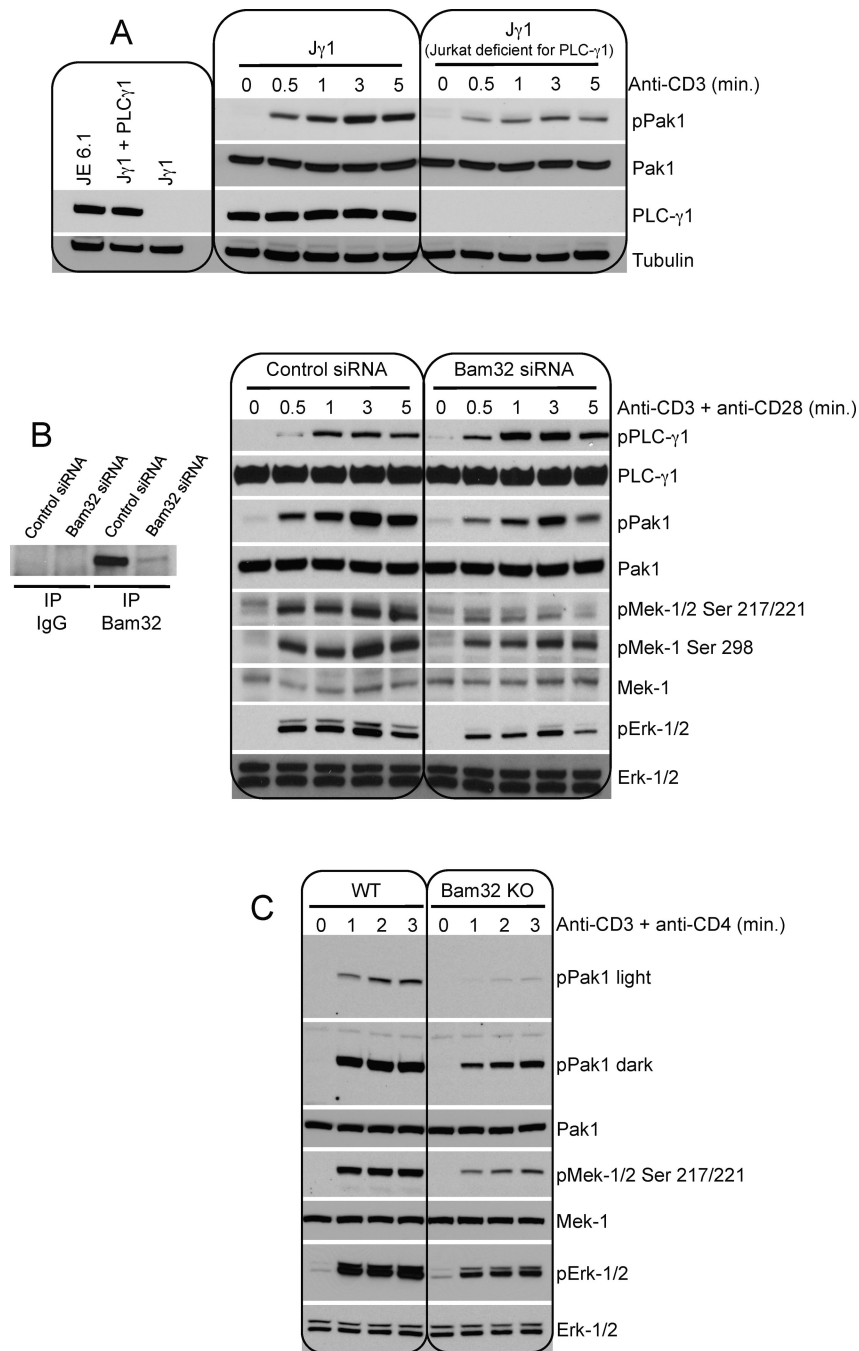 A
Jγ1
Jγ1
(Jurkat deficient for PLC-γ1)
0 0.5 1 3 5 0 0.5 1 3 5 Anti-CD3 (min.)
JE 6.1
Jγ1 + PLCγ1
Jγ1
pPak1
Pak1
PLC-γ1
Tubulin
B
Control siRNA
Bam32 siRNA
Control siRNA
Bam32 siRNA
IP IP
IgG Bam32
Control siRNA Bam32 siRNA
0 0.5 1 3 5 0 0.5 1 3 5 Anti-CD3 + anti-CD28 (min.)
pPLC-γ1
PLC-γ1
pPak1
Pak1
pMek-1/2 Ser 217/221
pMek-1 Ser 298
Mek-1
pErk-1/2
Erk-1/2
C
WT Bam32 KO
0 1 2 3 0 1 2 3 Anti-CD3 + anti-CD4 (min.)
pPak1 light
pPak1 dark
Pak1
pMek-1/2 Ser 217/221
Mek-1
pErk-1/2
Erk-1/2